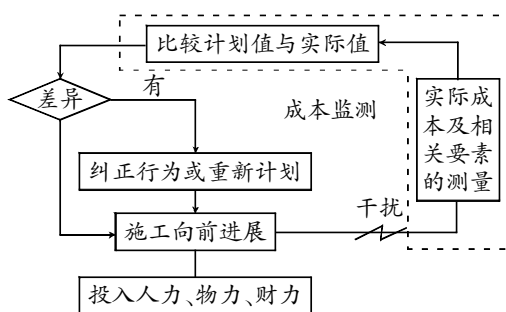 比较计划值与实际值
差异
有
成本监测
实际成
本及相
关要素
的测量
纠正行为或重新计划
干扰
施工向前进展
投入人力、物力、财力